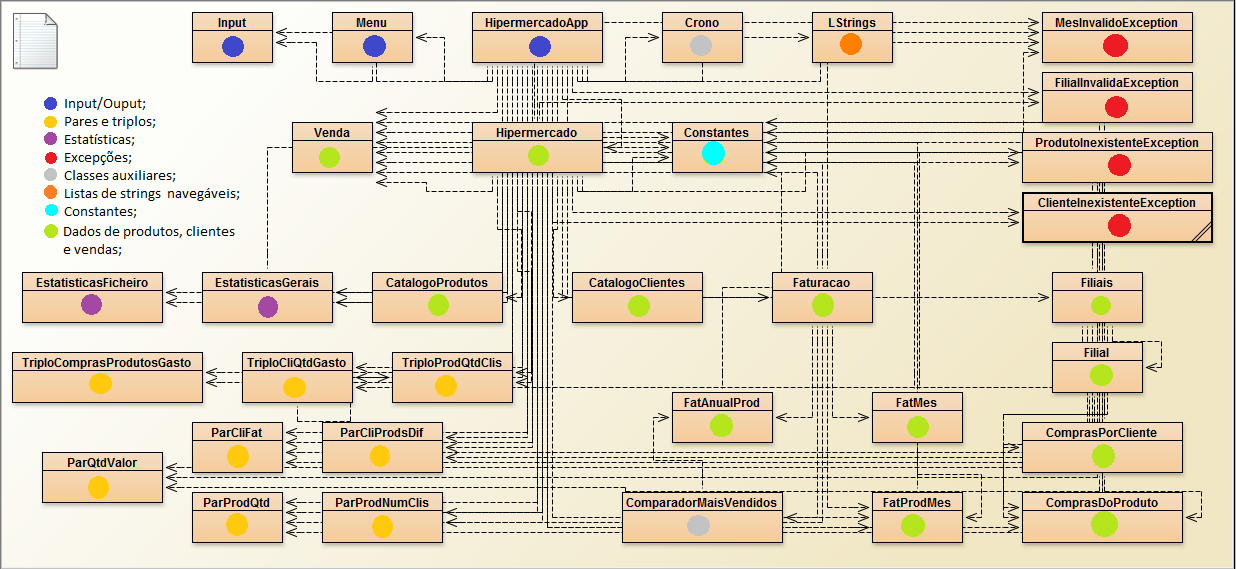 Input
Menu
HipermercadoApp
Crono
LStrings
MesInvalidoException
FilialInvalidaException
Input/Ouput;
Pares e triplos;
Estatísticas;
Excepções;
Classes auxiliares;
Listas de strings navegáveis;
Constantes;
Dados de produtos, clientes
e vendas;
Venda
Hipermercado
Constantes
ProdutoInexistenteException
ClienteInexistenteException
EstatisticasFicheiro
EstatisticasGerais
CatalogoProdutos
CatalogoClientes
Faturacao
Filiais
TriploComprasProdutosGasto
TriploCliQtdGasto
TriploProdQtdClis
Filial
FatAnualProd
FatMes
ParCliFat
ParCliProdsDif
ComprasPorCliente
ParQtdValor
ParProdQtd
ParProdNumClis
ComparadorMaisVendidos
FatProdMes
ComprasDoProduto